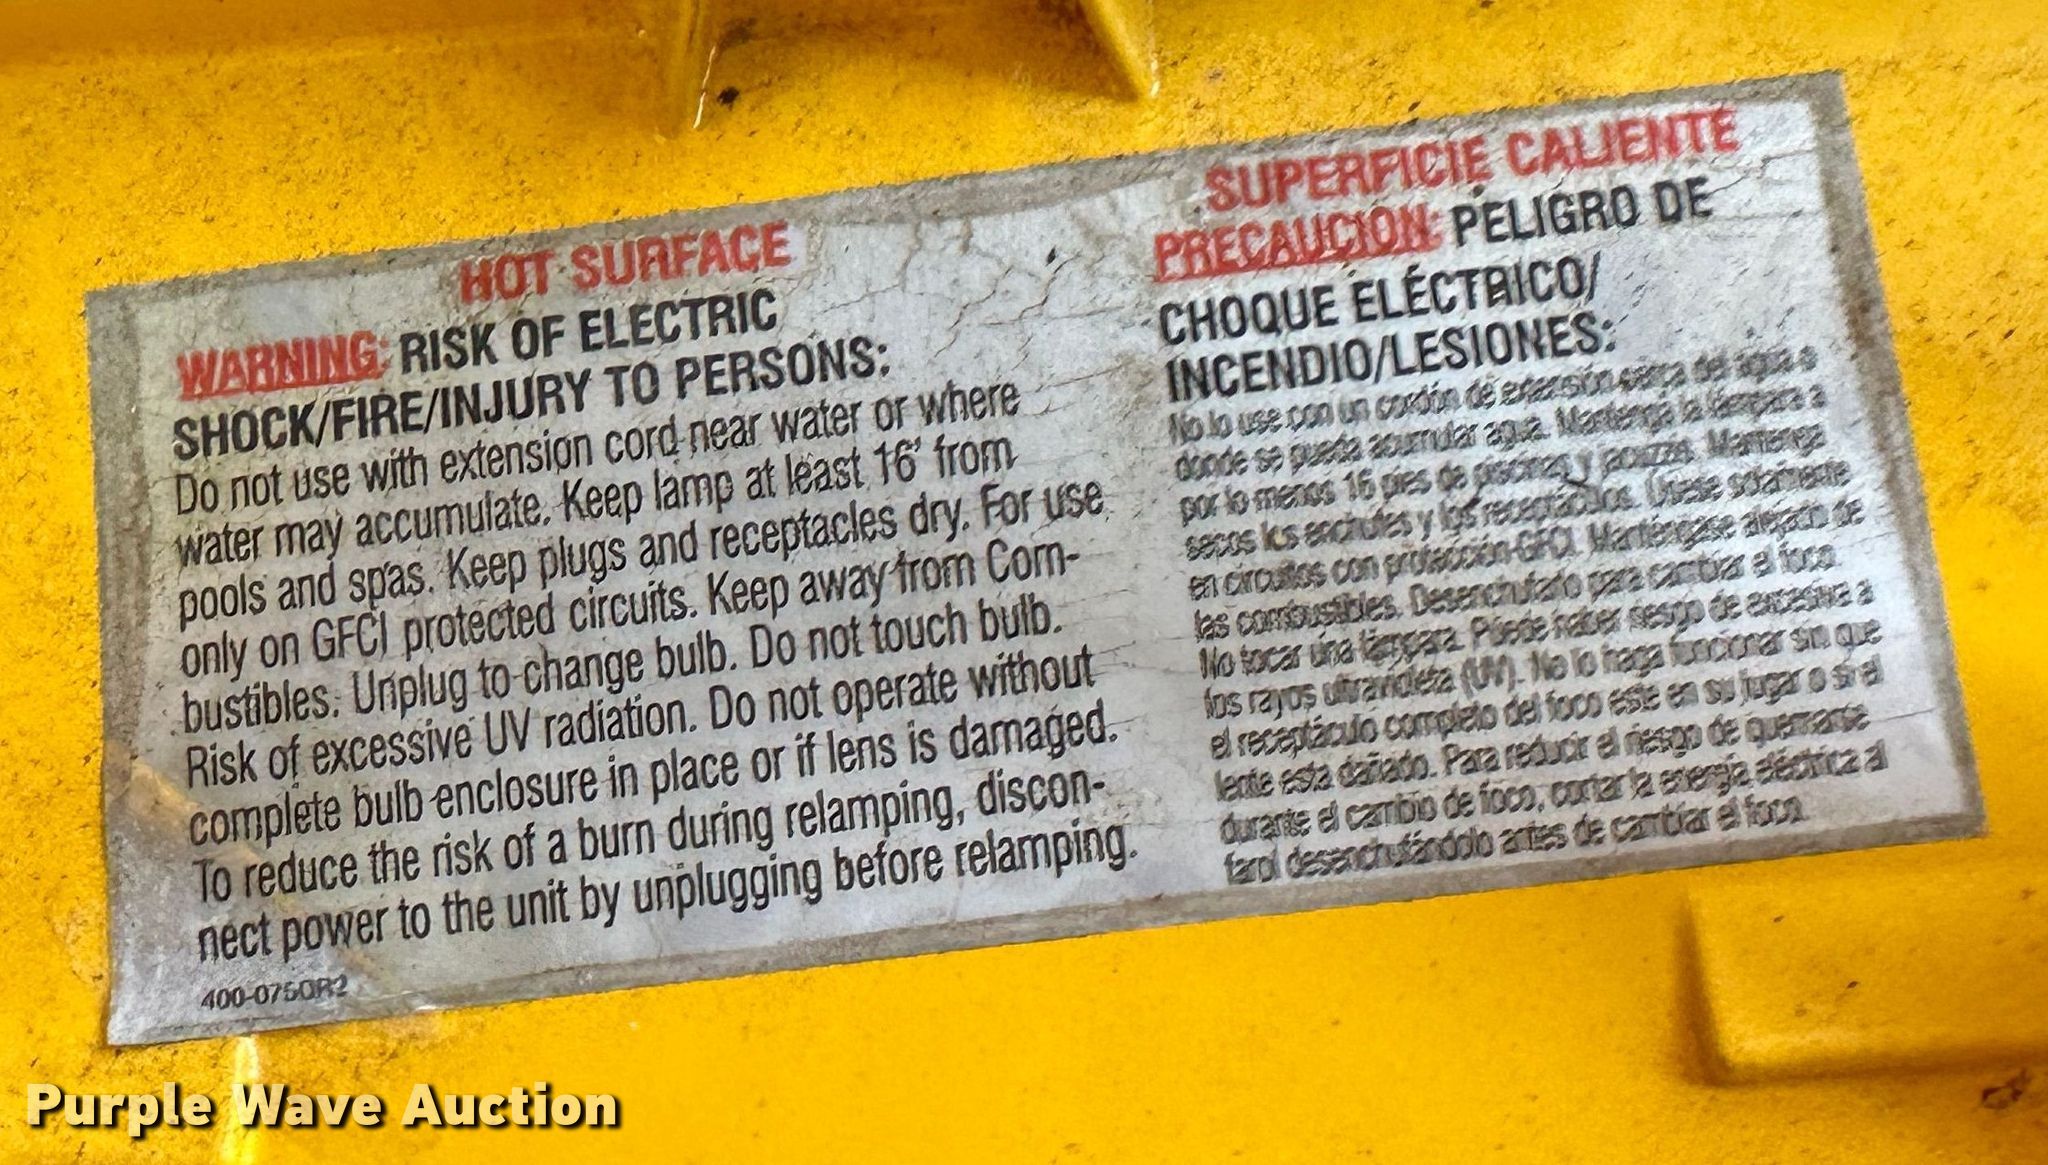 HOT SURFACE
WARNING: RISK OF ELECTRIC
SHOCK/FIRE/INJURY TO PERSONS:
Do not use with extension cord near water or where
water may accumulate. Keep lamp at least 16' from
pools and spas. Keep plugs and receptacles dry. For use
only on GFCI protected circuits. Keep away from Com-
bustibles. Unplug to change bulb. Do not touch bulb.
Risk of excessive UV radiation. Do not operate without
complete bulb enclosure in place or if lens is damaged.
To reduce the risk of a burn during relamping, discon-
nect power to the unit by unplugging before relamping.
400-0750R2
SUPERFICIE CALIENTE
PRECAUCION: PELIGRO DE
CHOQUE ELÉCTRICO/
INCENDIO/LESIONES:
No lo use con un cordón de extensión cerca del agua o
donde se pueda acumular agua. Mantenga la lámpara a
por lo menos 16 pies de piscinas y jacuzzis. Mantenga
secos los enchufes y los receptáculos. Úsese solamente
en circuitos con protección GFCI. Manténgase alejado de
las combustibles. Desenchufarlo para cambiar el foco.
No tocar una lámpara. Puede haber riesgo de excesiva a
los rayos ultravioleta (UV). No lo haga funcionar sin que
el receptáculo completo del foco este en su lugar o si el
lente esta dañado. Para reducir el riesgo de quemarse
durante el cambio de foco, cortar la energía eléctrica al
farol desenchufándolo antes de cambiar el foco.
Purple Wave Auction